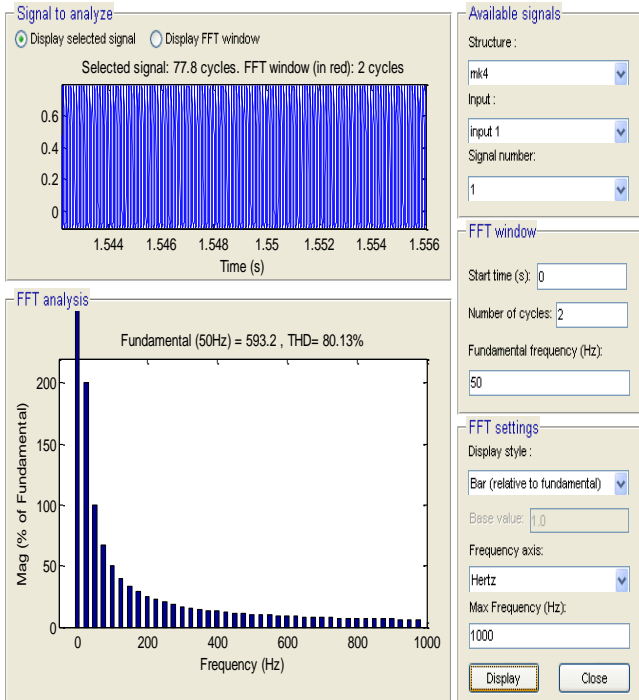 Signal to analyze
Display selected signal
Display FFT window
Selected signal: 77.8 cycles. FFT window (in red): 2 cycles
0.6
0.4
0.2
0
1.544 1.546 1.548 1.55 1.552 1.554 1.556
Time (s)
FFT analysis
Fundamental (50Hz) = 593.2 , THD= 80.13%
Mag (% of Fundamental)
200
150
100
50
0
0 200 400 600 800 1000
Frequency (Hz)
Available signals
Structure :
mk4
Input :
input 1
Signal number:
1
FFT window
Start time (s): 0
Number of cycles: 2
Fundamental frequency (Hz):
50
FFT settings
Display style :
Bar (relative to fundamental)
Base value: 1.0
Frequency axis:
Hertz
Max Frequency (Hz):
1000
Display
Close